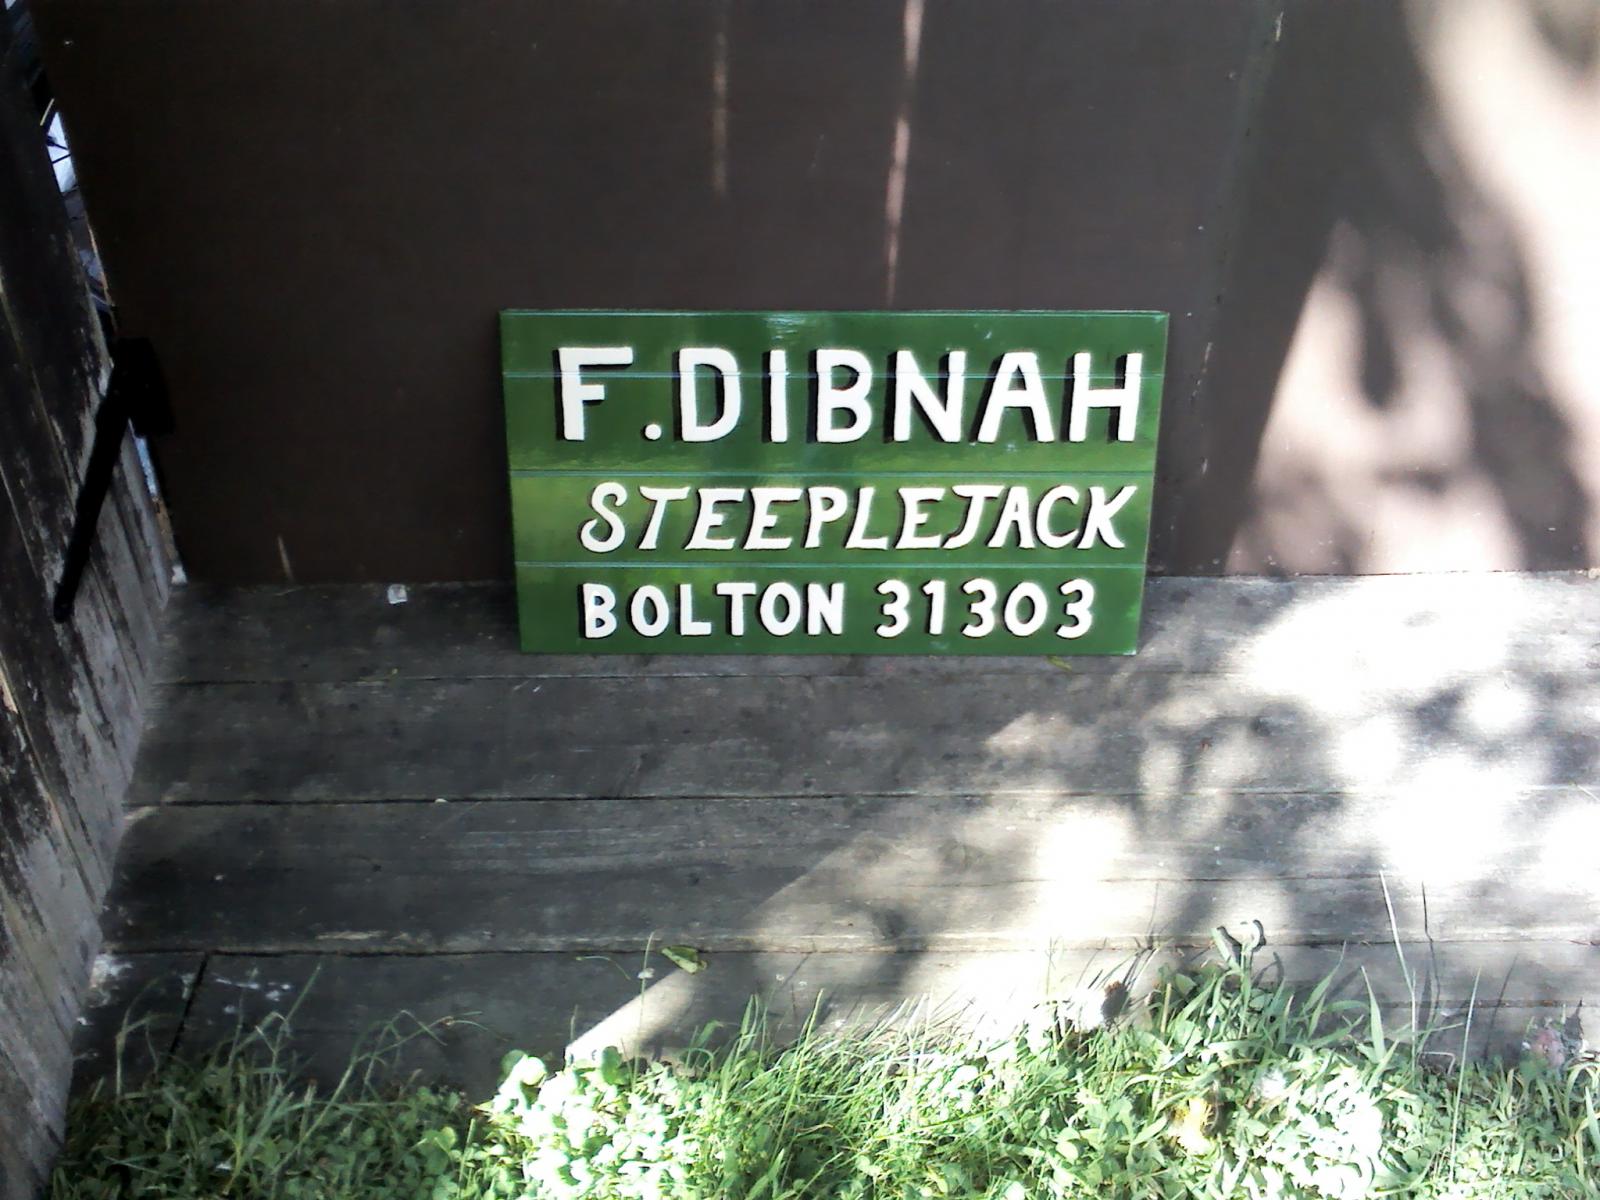 F.DIBNAH
STEEPLEJACK
BOLTON 31303